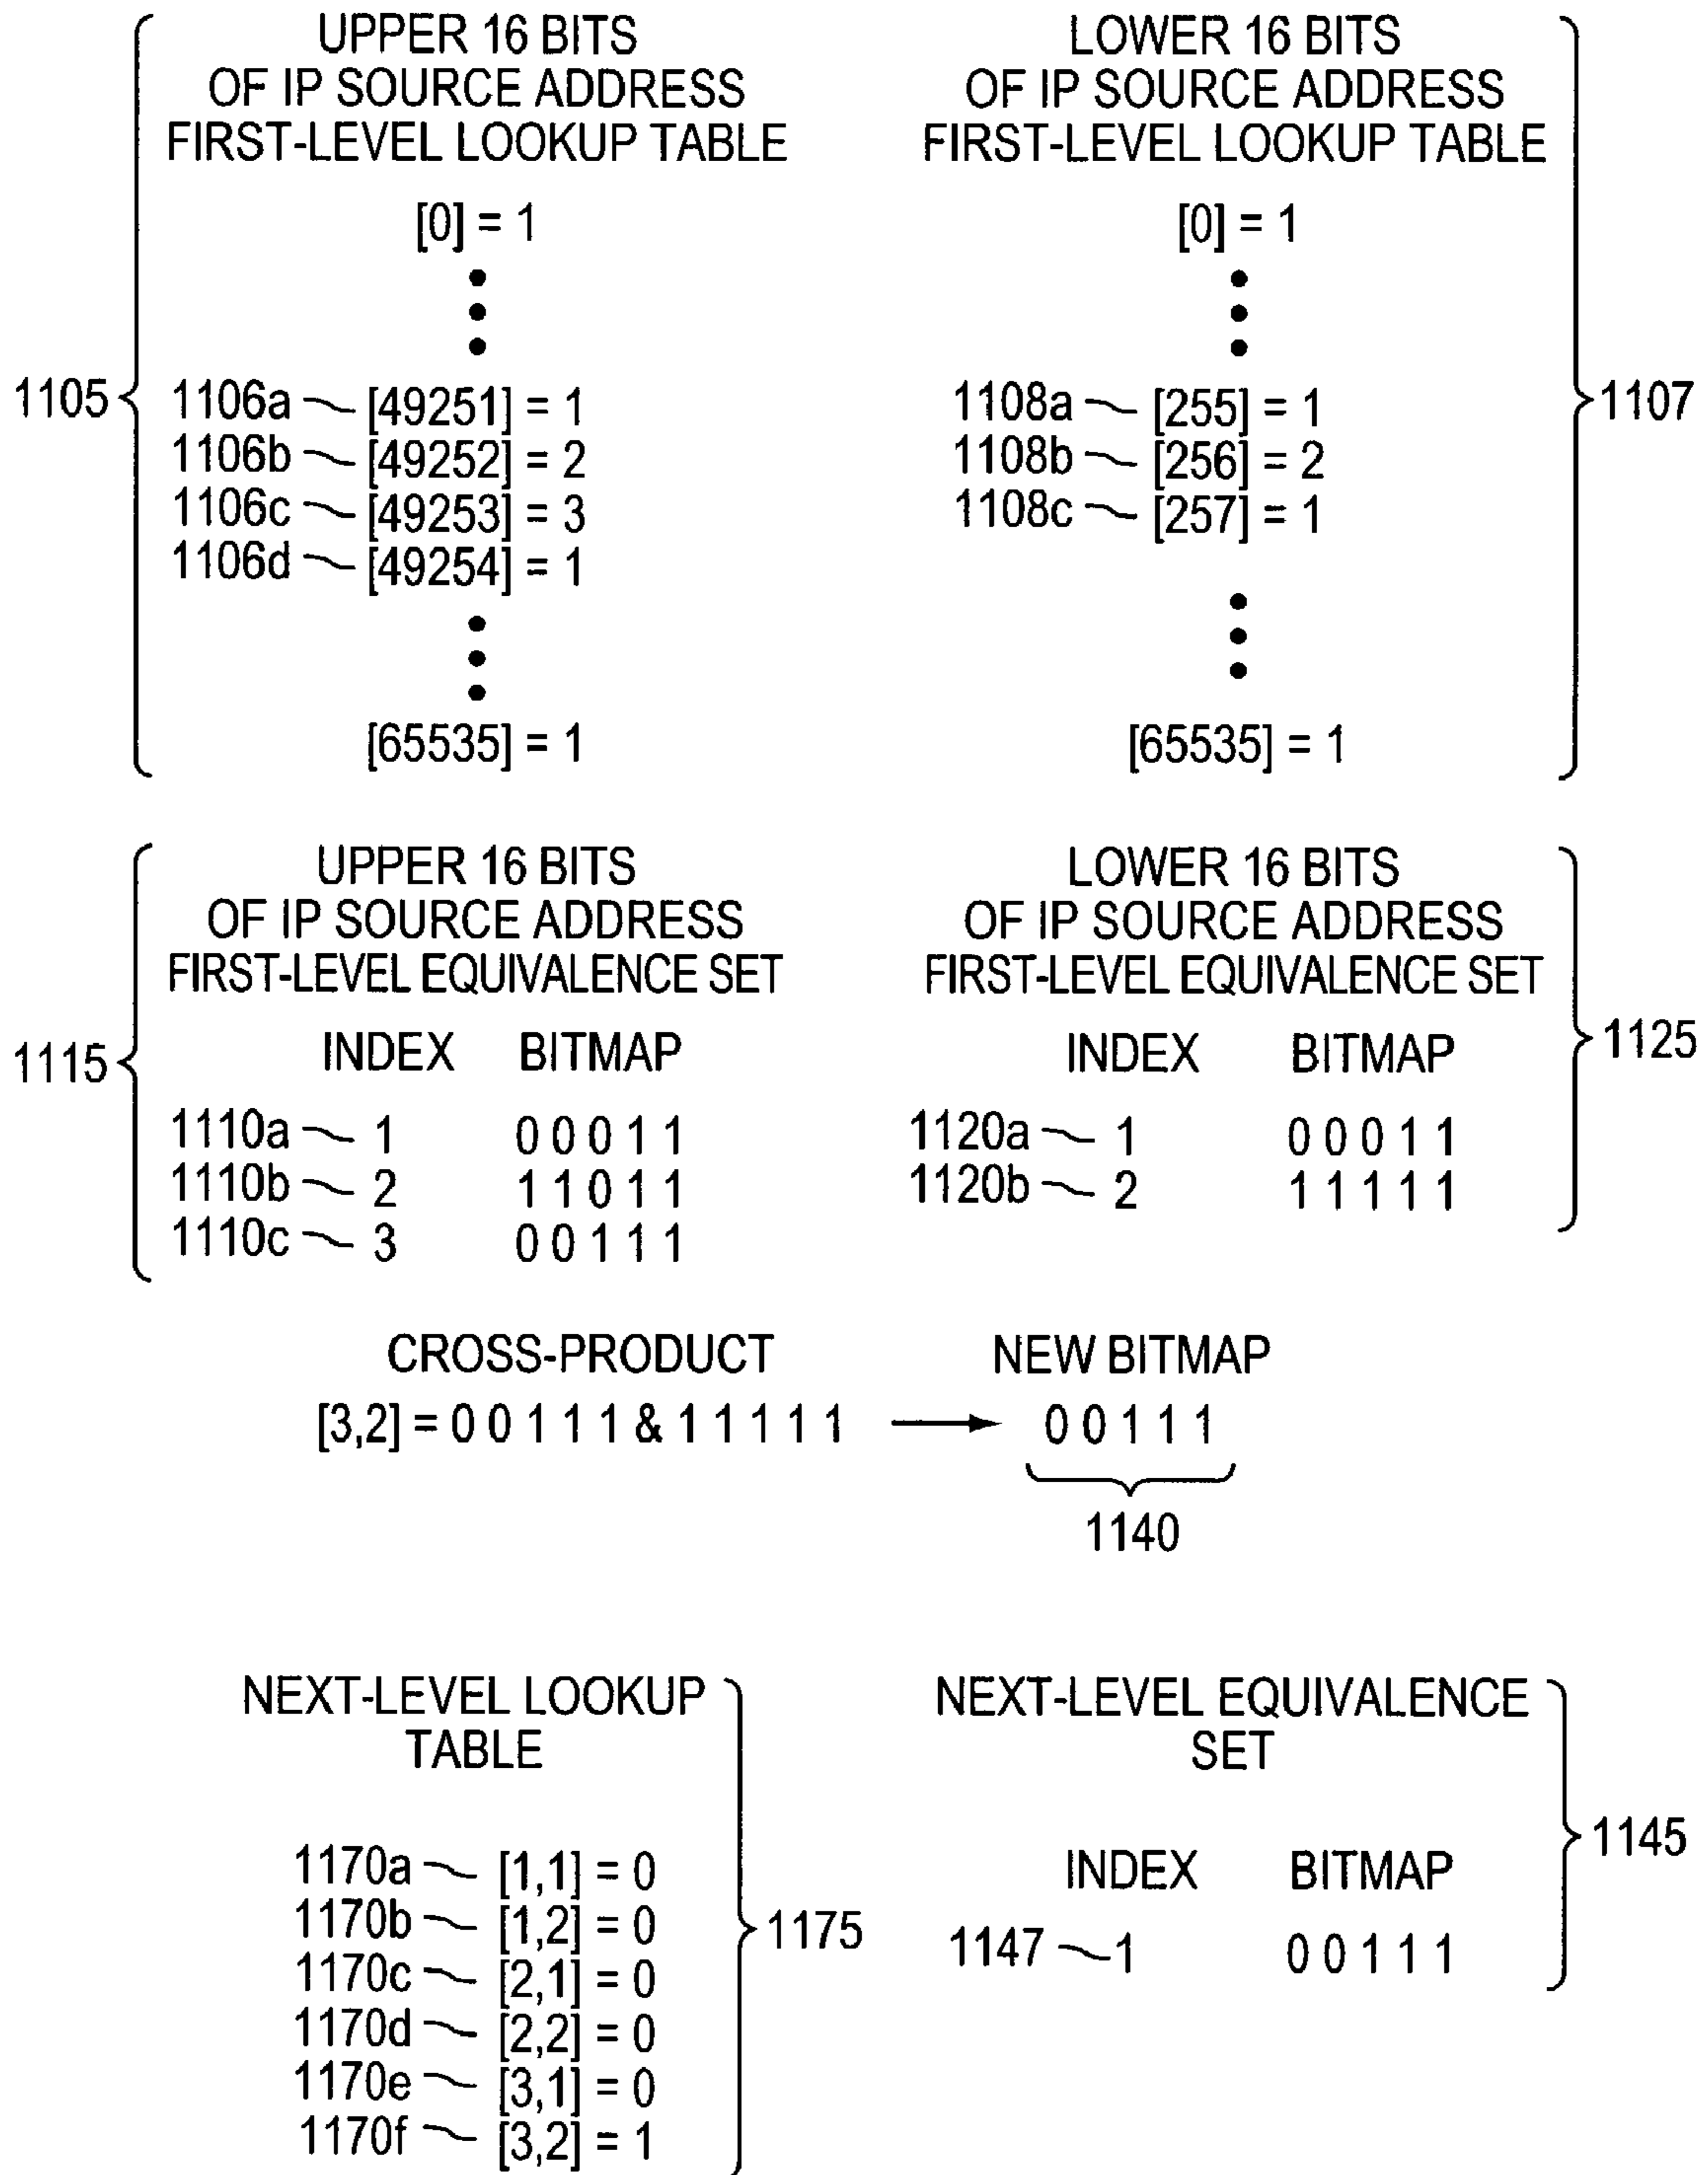 UPPER 16 BITS
OF IP SOURCE ADDRESS
FIRST-LEVEL LOOKUP TABLE
[0] = 1
1105
1106a [49251] = 1
1106b [49252] = 2
1106c [49253] = 3
1106d [49254] = 1
[65535] = 1
LOWER 16 BITS
OF IP SOURCE ADDRESS
FIRST-LEVEL LOOKUP TABLE
[0] = 1
1108a [255] = 1
1108b [256] = 2
1108c [257] = 1
1107
[65535] = 1
UPPER 16 BITS
OF IP SOURCE ADDRESS
FIRST-LEVEL EQUIVALENCE SET
INDEX BITMAP
1115
1110a 1 0 0 0 1 1
1110b 2 1 1 0 1 1
1110c 3 0 0 1 1 1
LOWER 16 BITS
OF IP SOURCE ADDRESS
FIRST-LEVEL EQUIVALENCE SET
INDEX BITMAP
1125
1120a 1 0 0 0 1 1
1120b 2 1 1 1 1 1
CROSS-PRODUCT NEW BITMAP
[3,2] = 0 0 1 1 1 & 1 1 1 1 1 0 0 1 1 1
1140
NEXT-LEVEL LOOKUP
TABLE
1170a [1,1] = 0
1170b [1,2] = 0
1170c [2,1] = 0
1170d [2,2] = 0
1170e [3,1] = 0
1170f [3,2] = 1
1175
NEXT-LEVEL EQUIVALENCE
SET
1145
INDEX BITMAP
1147 1 0 0 1 1 1